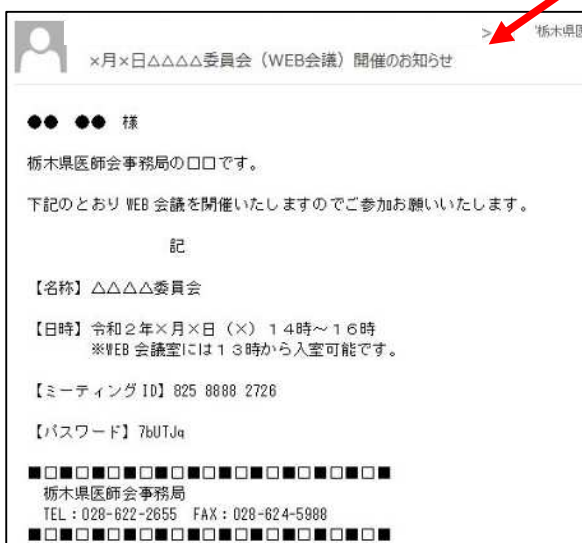 > '栃木県医
×月×日△△△△委員会（WEB会議）開催のお知らせ
●● ●● 様
栃木県医師会事務局の□□です。
下記のとおり WEB 会議を開催いたしますのでご参加お願いいたします。
記
【名称】△△△△委員会
【日時】令和２年×月×日（×）１４時～１６時
※WEB 会議室には１３時から入室可能です。
【ミーティング ID】825 8888 2726
【パスワード】7bUTJq
■□■□■□■□■□■□■□■□■□■□■□■
栃木県医師会事務局
TEL：028-622-2655 FAX：028-624-5988
■□■□■□■□■□■□■□■□■□■□■□■